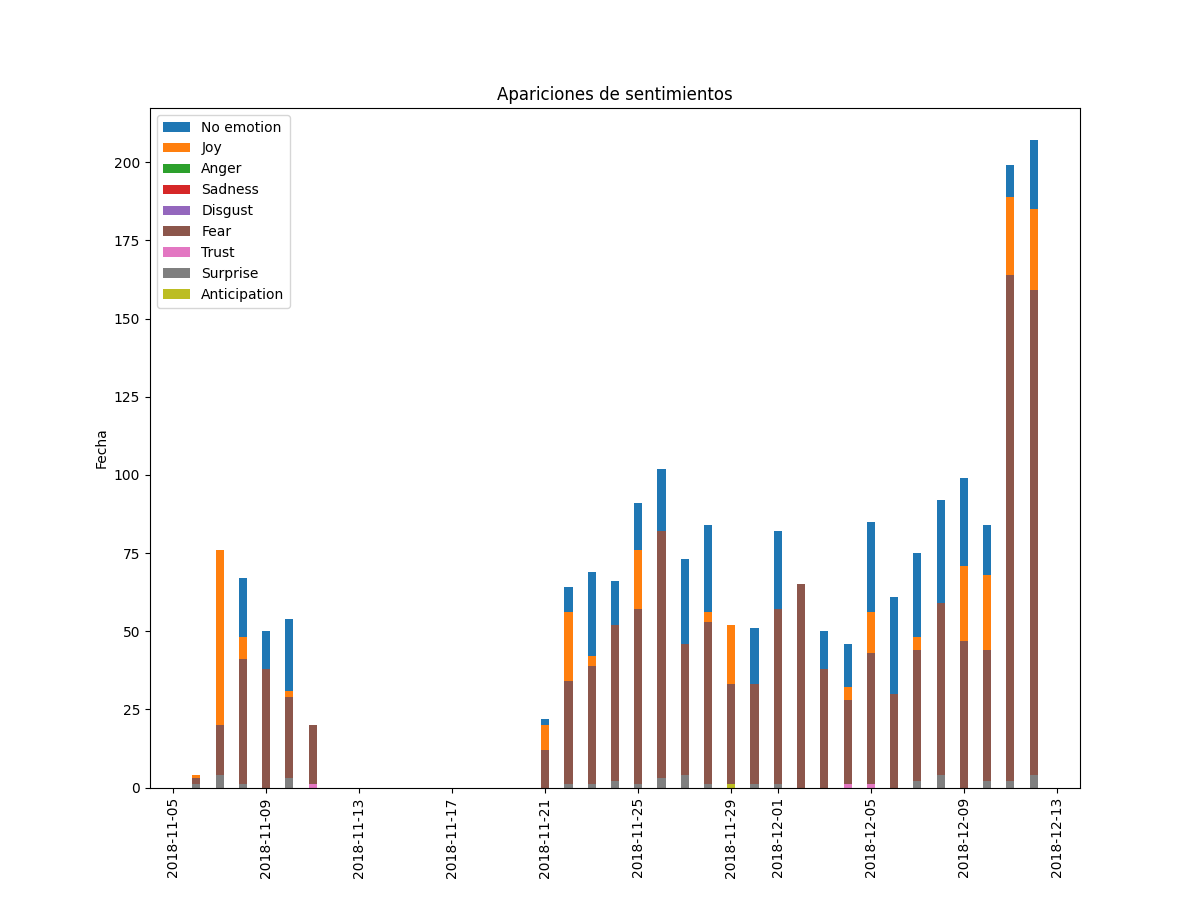 Apariciones de sentimientos
No emotion
Joy
Anger
Sadness
Disgust
Fear
Trust
Surprise
Anticipation
200
175
150
125
100
75
50
25
0
Fecha
2018-11-05
2018-11-09
2018-11-13
2018-11-17
2018-11-21
2018-11-25
2018-11-29
2018-12-01
2018-12-05
2018-12-09
2018-12-13